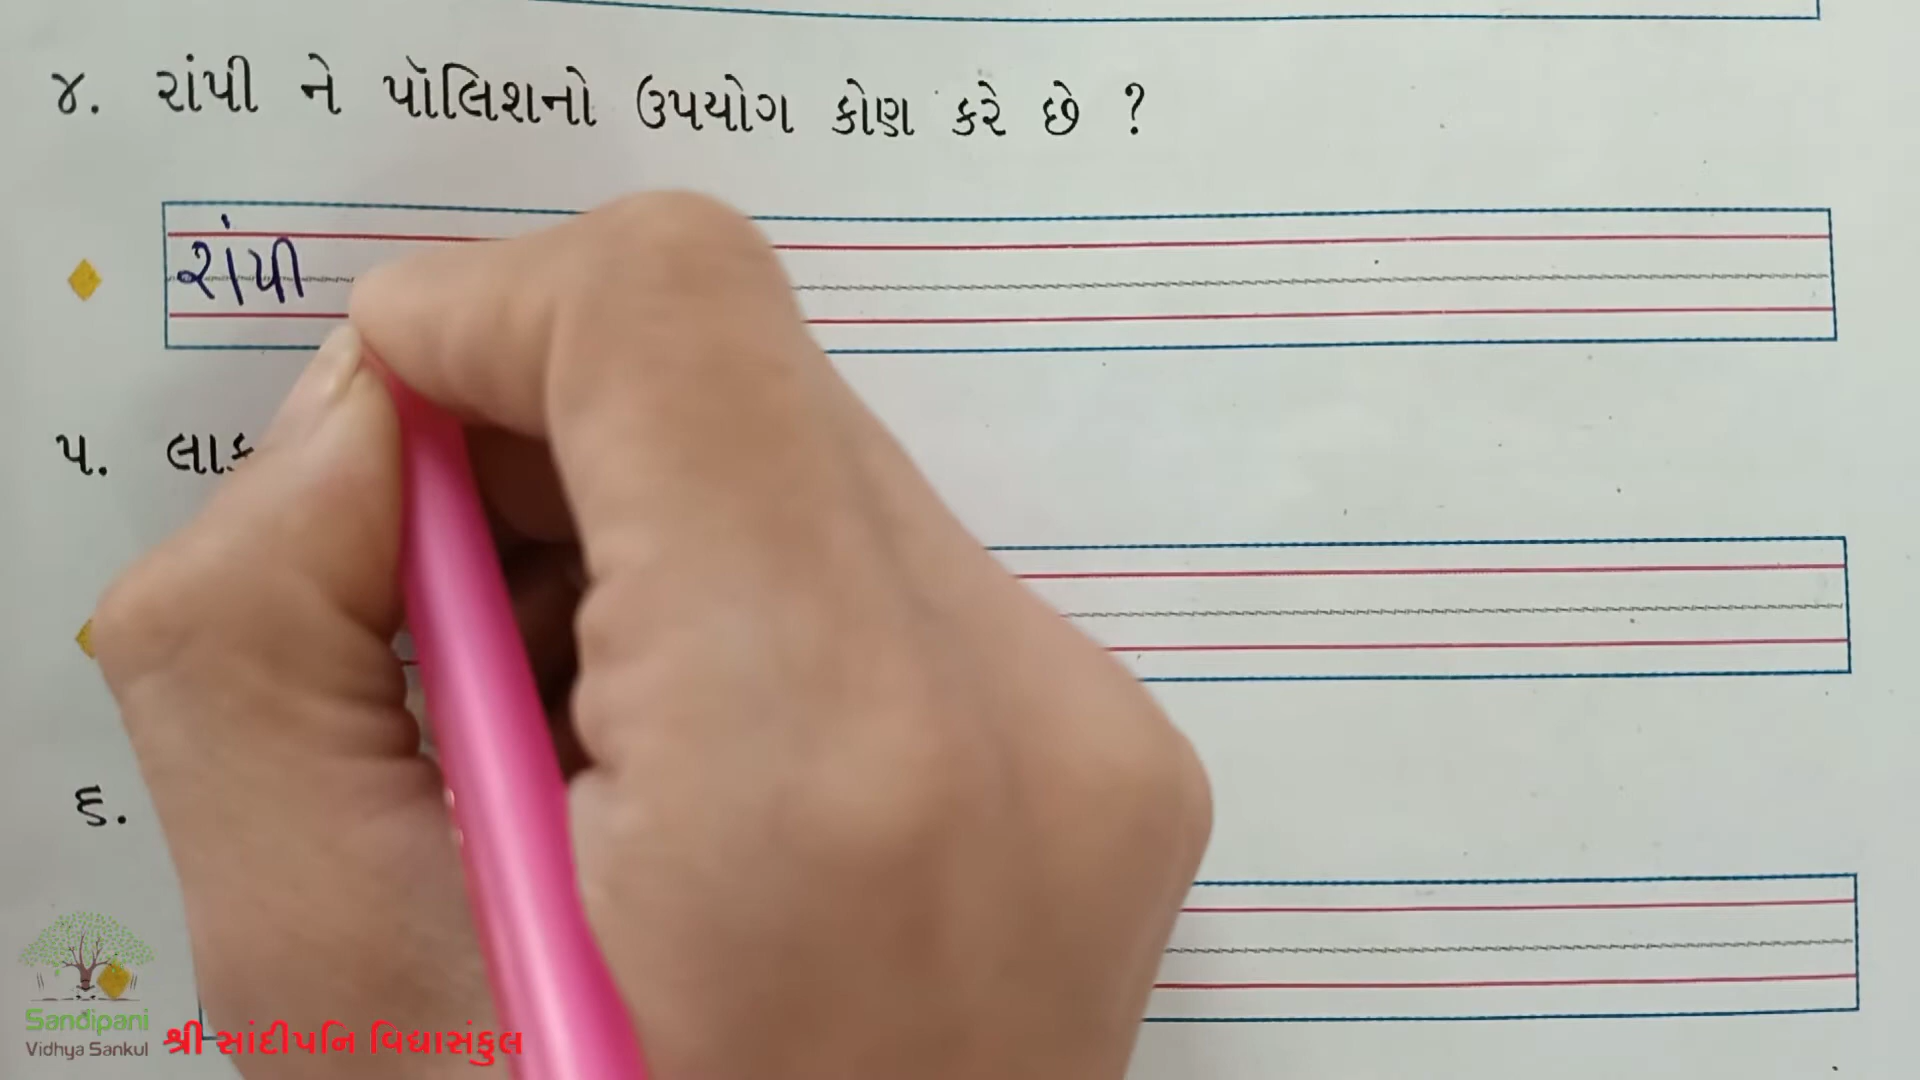 ૪. રાંપી ને પૉલિશનો ઉપયોગ કોણ કરે છે ?
રાંપી
૫.
૬.
Sandipani
Vidhya Sankul
શ્રી સાંદીપનિ વિદ્યાસંકુલ